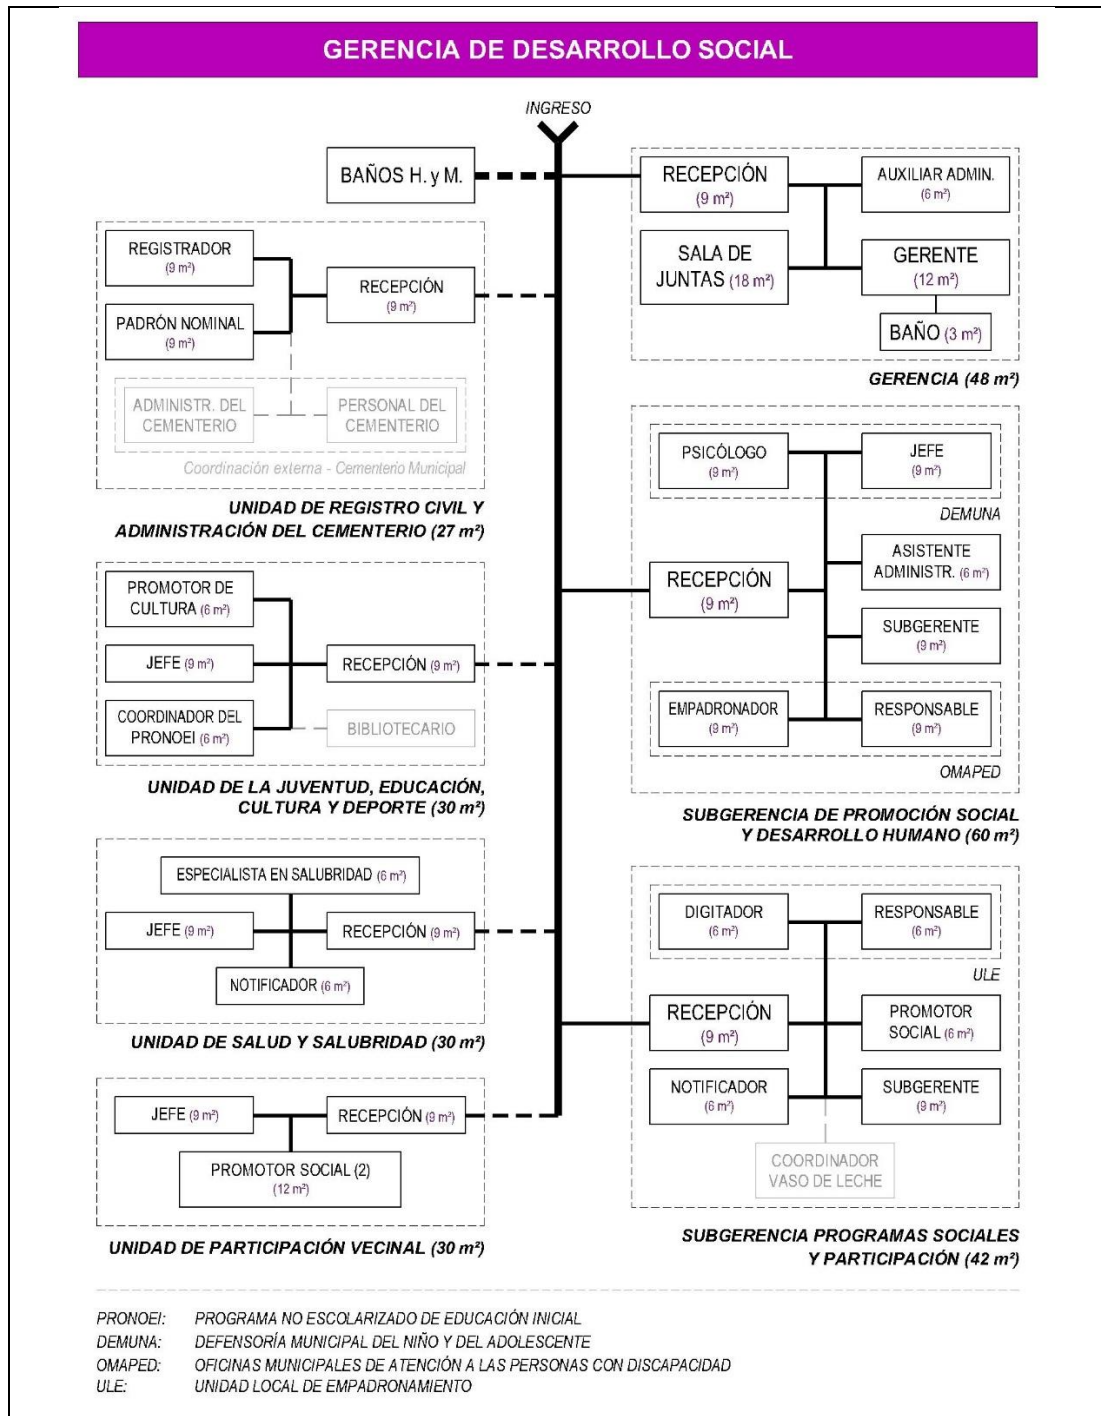 GERENCIA DE DESARROLLO SOCIAL
INGRESO
BAÑOS H. y M.
RECEPCIÓN
(9 m²)
AUXILIAR ADMIN.
(6 m²)
SALA DE
JUNTAS (18 m²)
GERENTE
(12 m²)
BAÑO (3 m²)
GERENCIA (48 m²)
REGISTRADOR
(9 m²)
RECEPCIÓN
(9 m²)
PADRÓN NOMINAL
(9 m²)
ADMINISTR. DEL
CEMENTERIO
PERSONAL DEL
CEMENTERIO
Coordinación externa - Cementerio Municipal
UNIDAD DE REGISTRO CIVIL Y
ADMINISTRACIÓN DEL CEMENTERIO (27 m²)
PSICÓLOGO
(9 m²)
JEFE
(9 m²)
DEMUNA
ASISTENTE
ADMINISTR. (6 m²)
RECEPCIÓN
(9 m²)
SUBGERENTE
(9 m²)
EMPADRONADOR
(9 m²)
RESPONSABLE
(9 m²)
OMAPED
SUBGERENCIA DE PROMOCIÓN SOCIAL
Y DESARROLLO HUMANO (60 m²)
PROMOTOR DE
CULTURA (6 m²)
JEFE (9 m²)
RECEPCIÓN (9 m²)
COORDINADOR DEL
PRONOEI (6 m²)
BIBLIOTECARIO
UNIDAD DE LA JUVENTUD, EDUCACIÓN,
CULTURA Y DEPORTE (30 m²)
ESPECIALISTA EN SALUBRIDAD (6 m²)
JEFE (9 m²)
RECEPCIÓN (9 m²)
NOTIFICADOR (6 m²)
UNIDAD DE SALUD Y SALUBRIDAD (30 m²)
DIGITADOR
(6 m²)
RESPONSABLE
(6 m²)
ULE
RECEPCIÓN
(9 m²)
PROMOTOR
SOCIAL (6 m²)
NOTIFICADOR
(6 m²)
SUBGERENTE
(9 m²)
COORDINADOR
VASO DE LECHE
SUBGERENCIA PROGRAMAS SOCIALES
Y PARTICIPACIÓN (42 m²)
JEFE (9 m²)
RECEPCIÓN (9 m²)
PROMOTOR SOCIAL (2)
(12 m²)
UNIDAD DE PARTICIPACIÓN VECINAL (30 m²)
PRONOEI: PROGRAMA NO ESCOLARIZADO DE EDUCACIÓN INICIAL
DEMUNA: DEFENSORÍA MUNICIPAL DEL NIÑO Y DEL ADOLESCENTE
OMAPED: OFICINAS MUNICIPALES DE ATENCIÓN A LAS PERSONAS CON DISCAPACIDAD
ULE: UNIDAD LOCAL DE EMPADRONAMIENTO